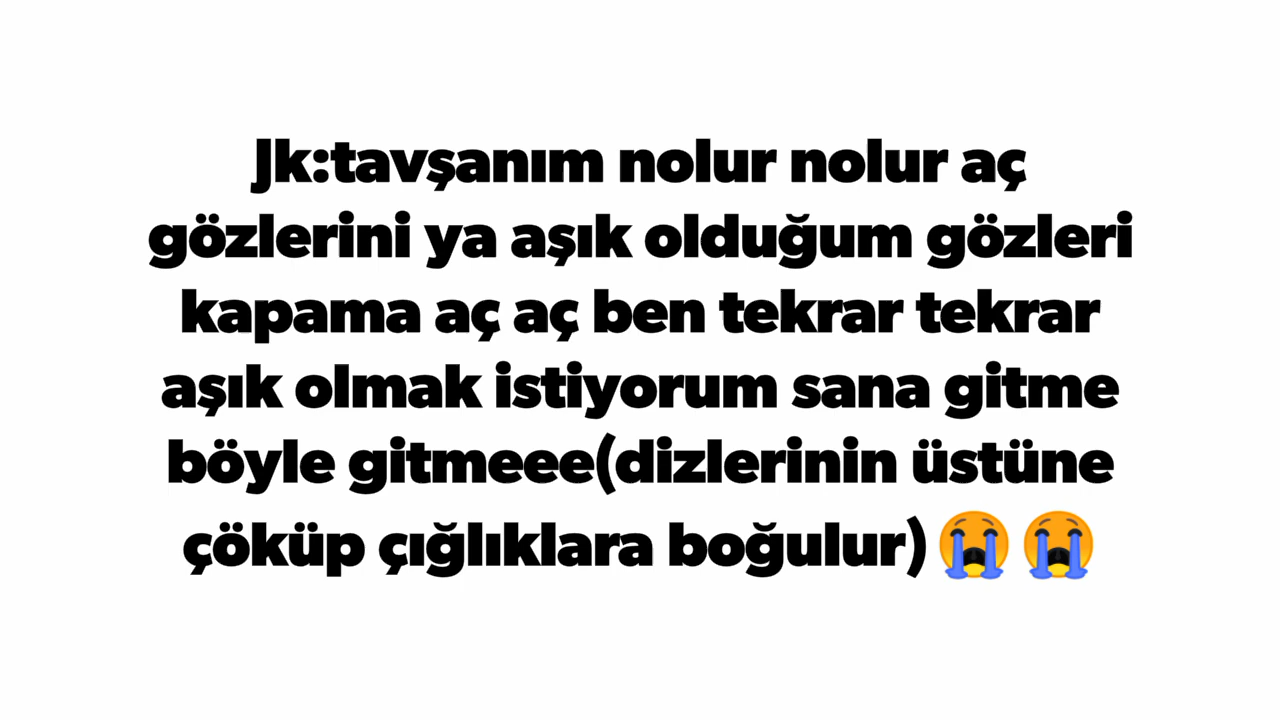 Jk:tavşanım nolur nolur aç
gözlerini ya aşık olduğum gözleri
kapama aç aç ben tekrar tekrar
aşık olmak istiyorum sana gitme
böyle gitmeee(dizlerinin üstüne
çöküp çığlıklara boğulur)😭😭